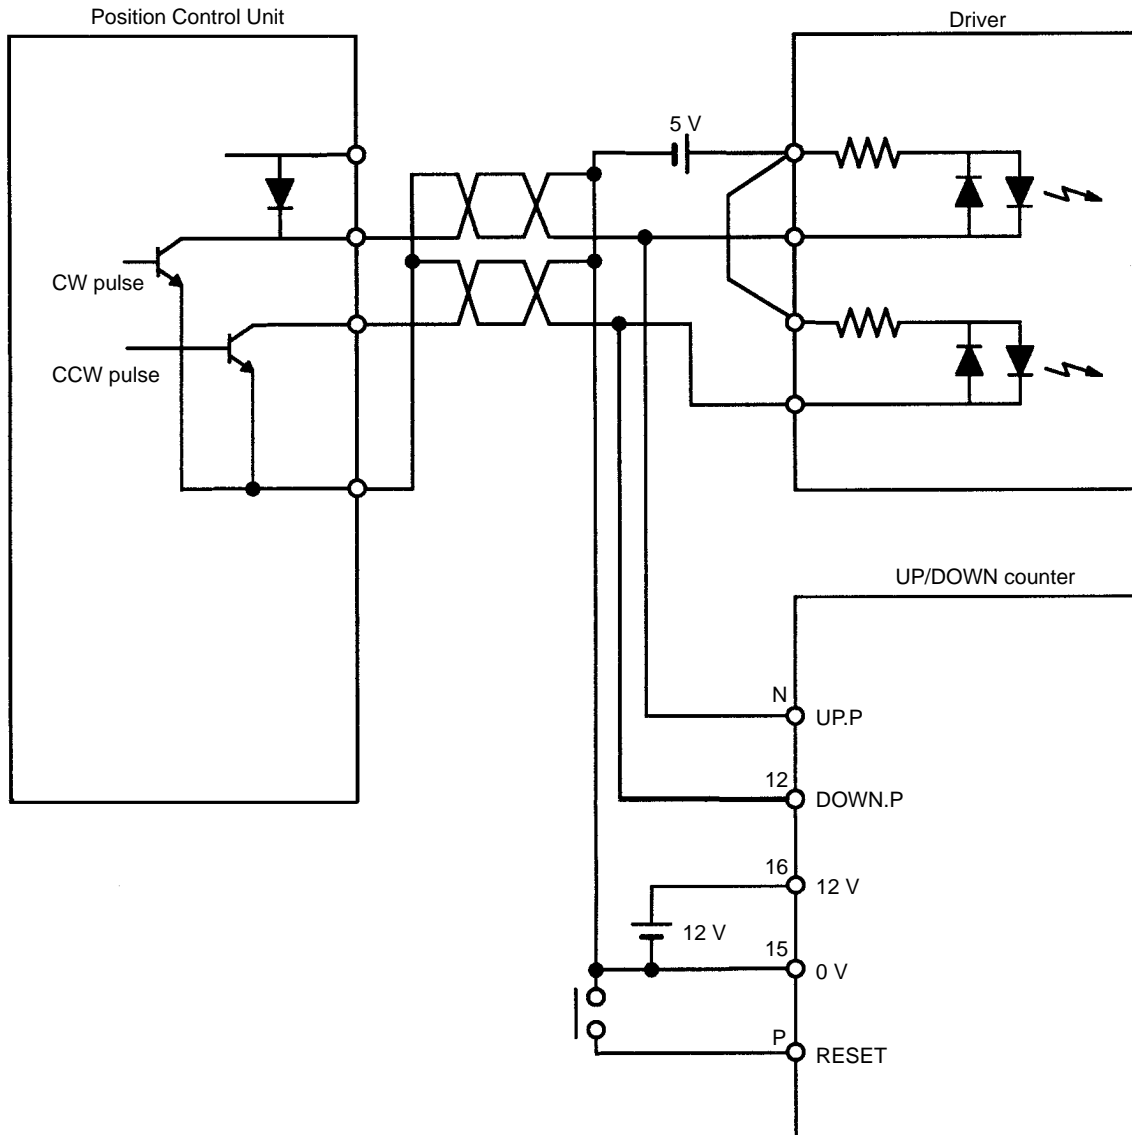 Position Control Unit
Driver
5 V
CW pulse
CCW pulse
UP/DOWN counter
N
UP.P
12
DOWN.P
16
12 V
12 V
15
0 V
P
RESET